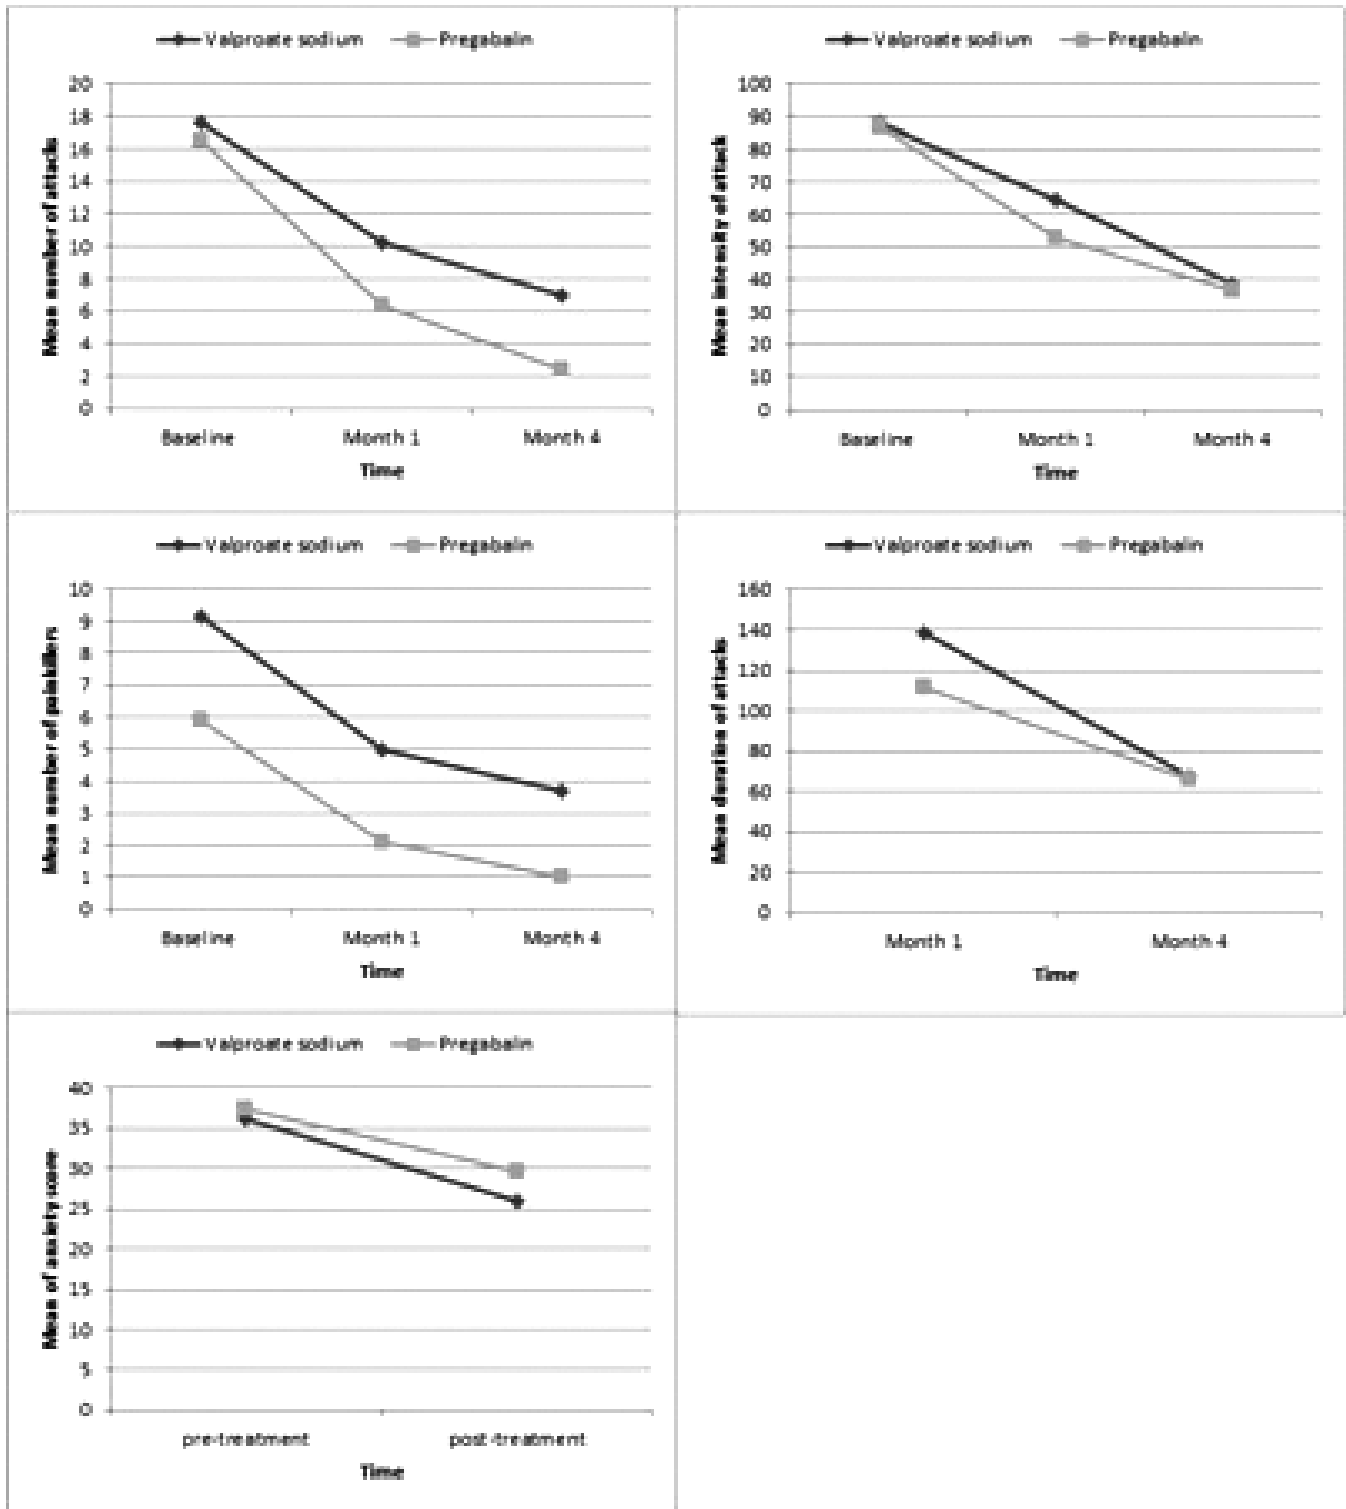 Valproate sodium Pregabalin
Mean number of attacks
20
18
16
14
12
10
8
6
4
2
0
Baseline Month 1 Month 4
Time
Valproate sodium Pregabalin
Mean intensity of attack
100
90
80
70
60
50
40
30
20
10
0
Baseline Month 1 Month 4
Time
Valproate sodium Pregabalin
Mean number of painkillers
10
9
8
7
6
5
4
3
2
1
0
Baseline Month 1 Month 4
Time
Valproate sodium Pregabalin
Mean duration of attacks
160
140
120
100
80
60
40
20
0
Month 1 Month 4
Time
Valproate sodium Pregabalin
Mean of anxiety score
40
35
30
25
20
15
10
5
0
pre-treatment post-treatment
Time